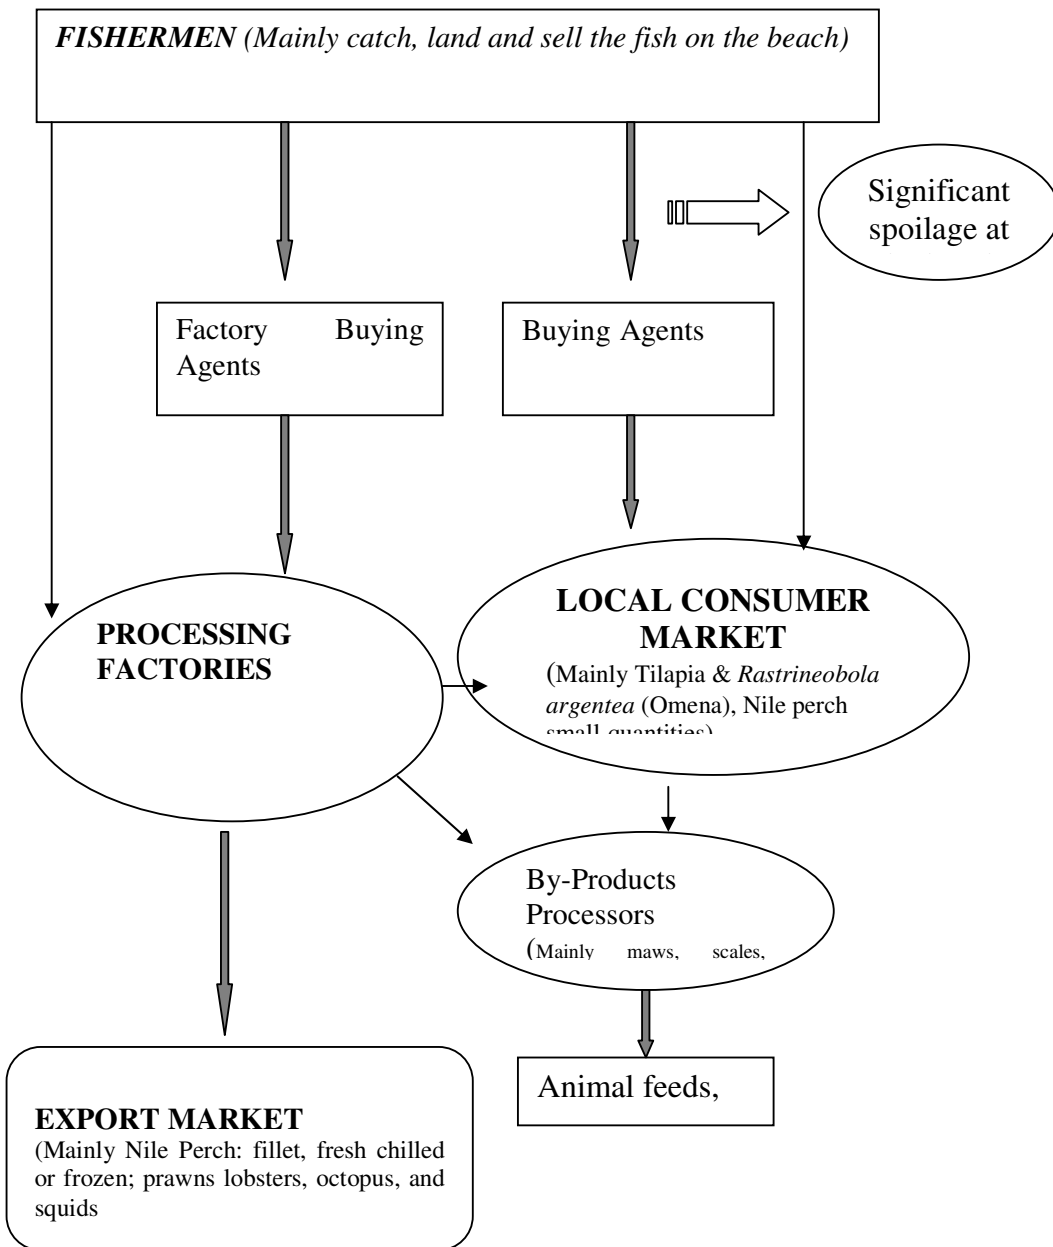 FISHERMEN (Mainly catch, land and sell the fish on the beach)
Significant
spoilage at
Factory Buying
Agents
Buying Agents
PROCESSING
FACTORIES
LOCAL CONSUMER
MARKET
(Mainly Tilapia & Rastrineobola
argentea (Omena), Nile perch
small quantities)
By-Products
Processors
(Mainly maws, scales,
Animal feeds,
EXPORT MARKET
(Mainly Nile Perch: fillet, fresh chilled
or frozen; prawns lobsters, octopus, and
squids